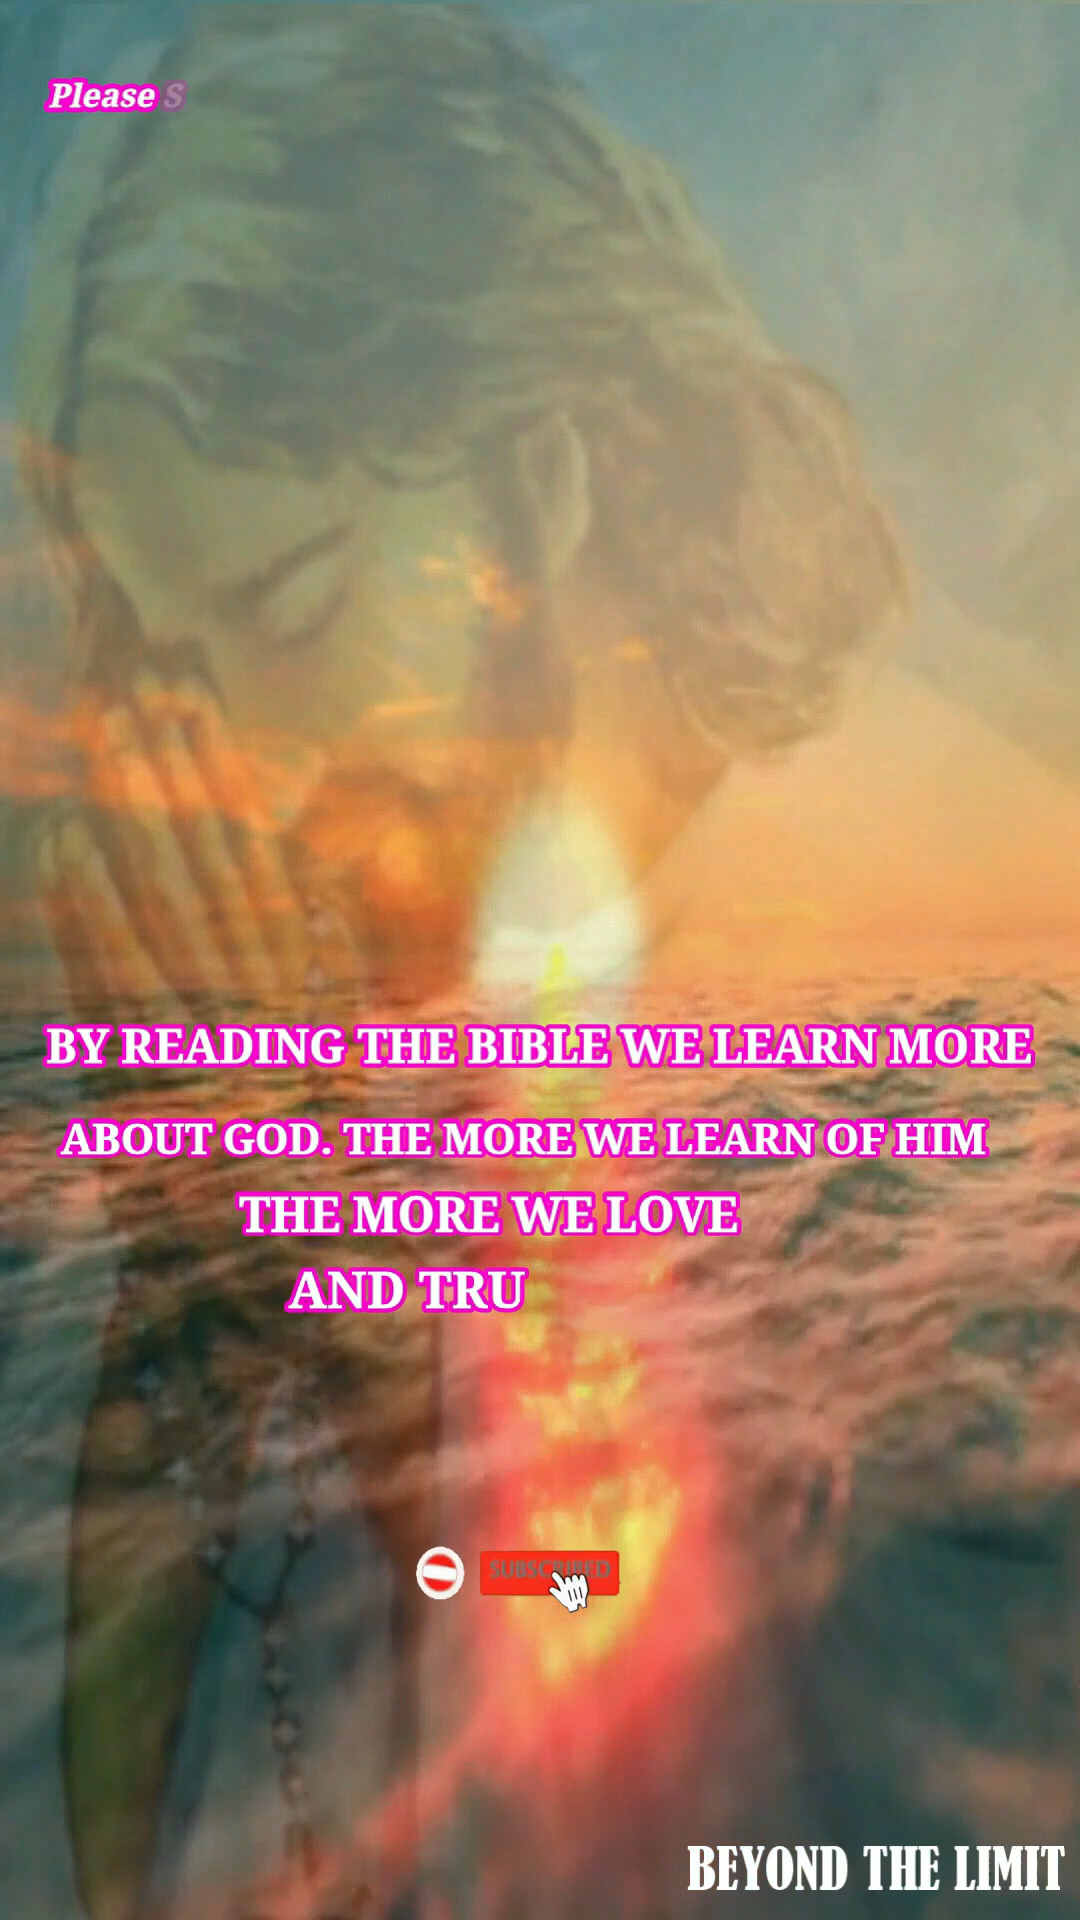 Please S
BY READING THE BIBLE WE LEARN MORE
ABOUT GOD. THE MORE WE LEARN OF HIM
THE MORE WE LOVE
AND TRU
SUBSCRIBED
BEYOND THE LIMIT